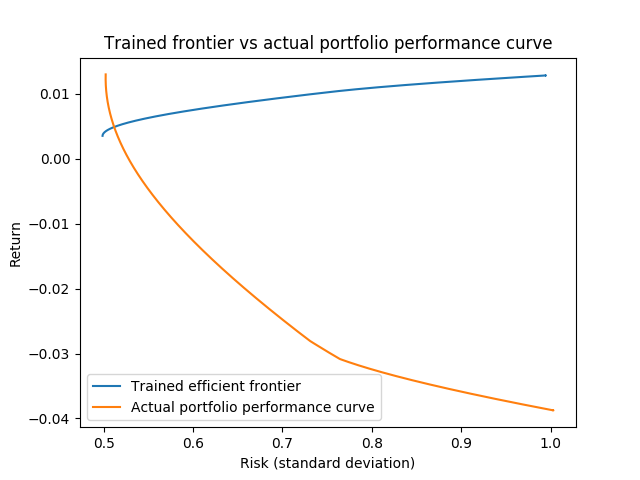 Trained frontier vs actual portfolio performance curve
Return
0.01
0.00
−0.01
−0.02
−0.03
−0.04
Trained efficient frontier
Actual portfolio performance curve
0.5 0.6 0.7 0.8 0.9 1.0
Risk (standard deviation)